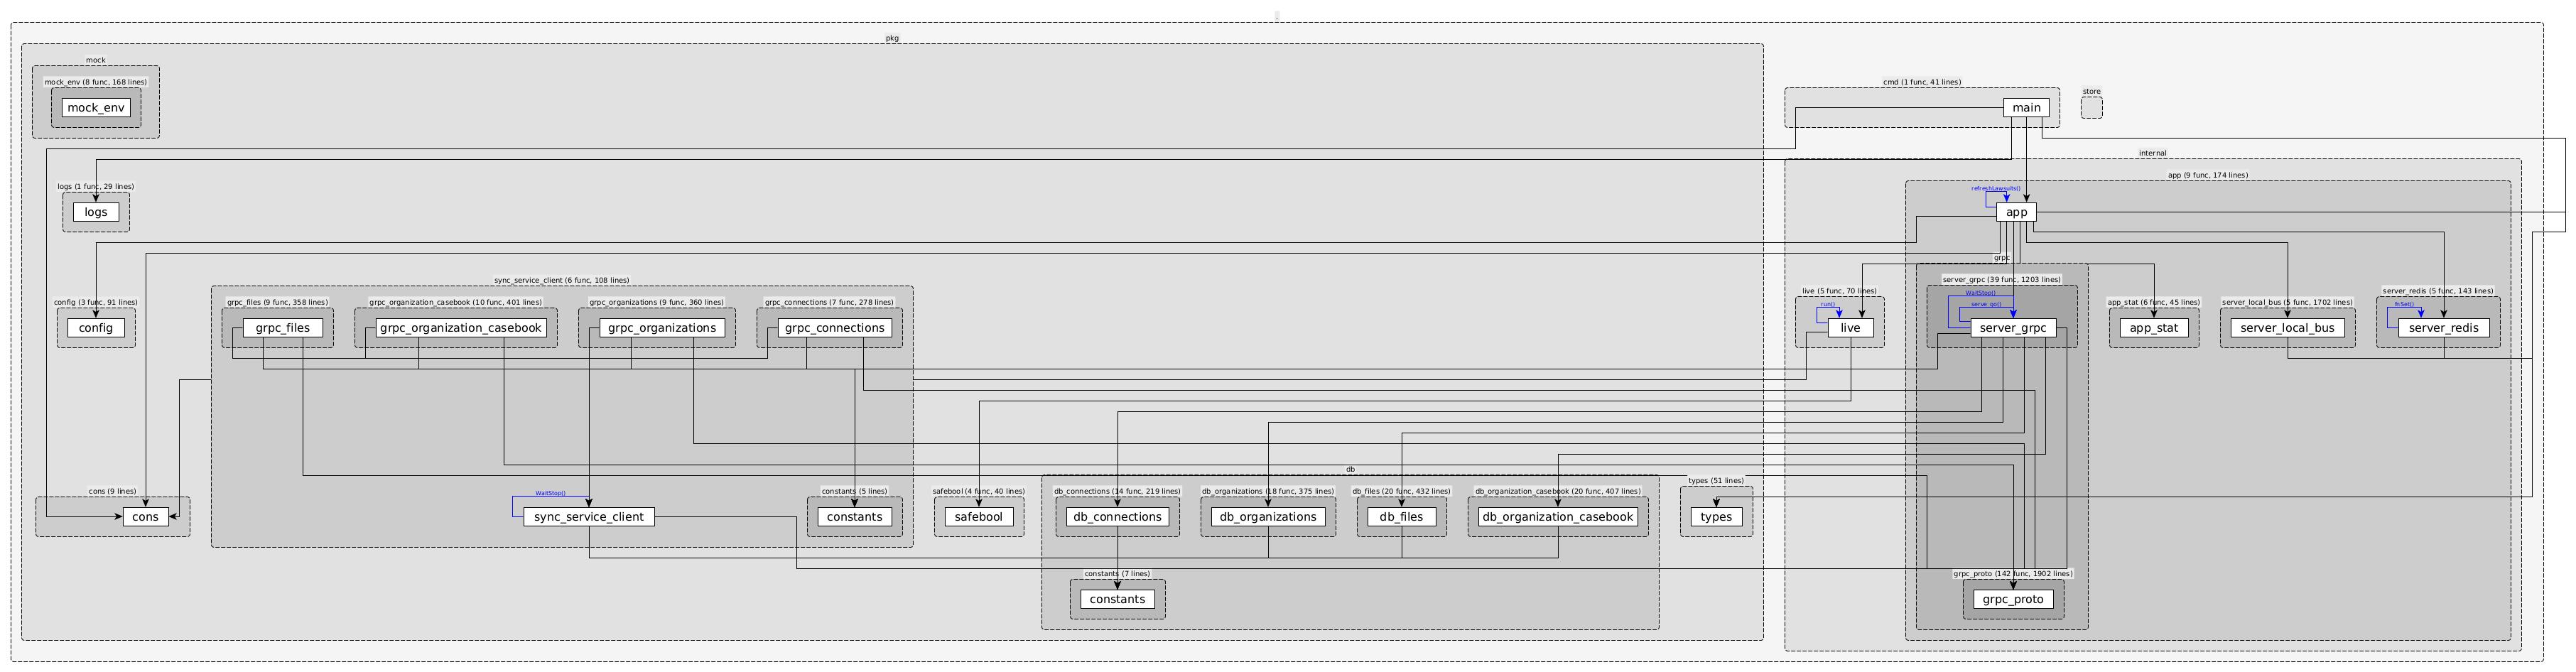 .
pkg
mock
cmd (1 func, 41 lines)
mock_env (8 func, 168 lines)
store
mock_env
main
internal
app (9 func, 174 lines)
logs (1 func, 29 lines)
refreshLawsuits()
logs
app
grpc
sync_service_client (6 func, 108 lines)
server_grpc (39 func, 1203 lines)
live (5 func, 70 lines)
server_redis (5 func, 143 lines)
WaitStop()
config (3 func, 91 lines)
grpc_files (9 func, 358 lines)
grpc_organization_casebook (10 func, 401 lines)
grpc_organizations (9 func, 360 lines)
grpc_connections (7 func, 278 lines)
app_stat (6 func, 45 lines)
server_local_bus (5 func, 1702 lines)
run()
fnSet()
config
grpc_files
grpc_organization_casebook
grpc_organizations
grpc_connections
live
server_grpc
app_stat
server_local_bus
server_redis
db
types (51 lines)
cons (9 lines)
WaitStop()
constants (5 lines)
safebool (4 func, 40 lines)
db_connections (14 func, 219 lines)
db_organizations (18 func, 375 lines)
db_files (20 func, 432 lines)
db_organization_casebook (20 func, 407 lines)
cons
sync_service_client
constants
safebool
db_connections
db_organizations
db_files
db_organization_casebook
types
constants (7 lines)
grpc_proto (142 func, 1902 lines)
constants
grpc_proto